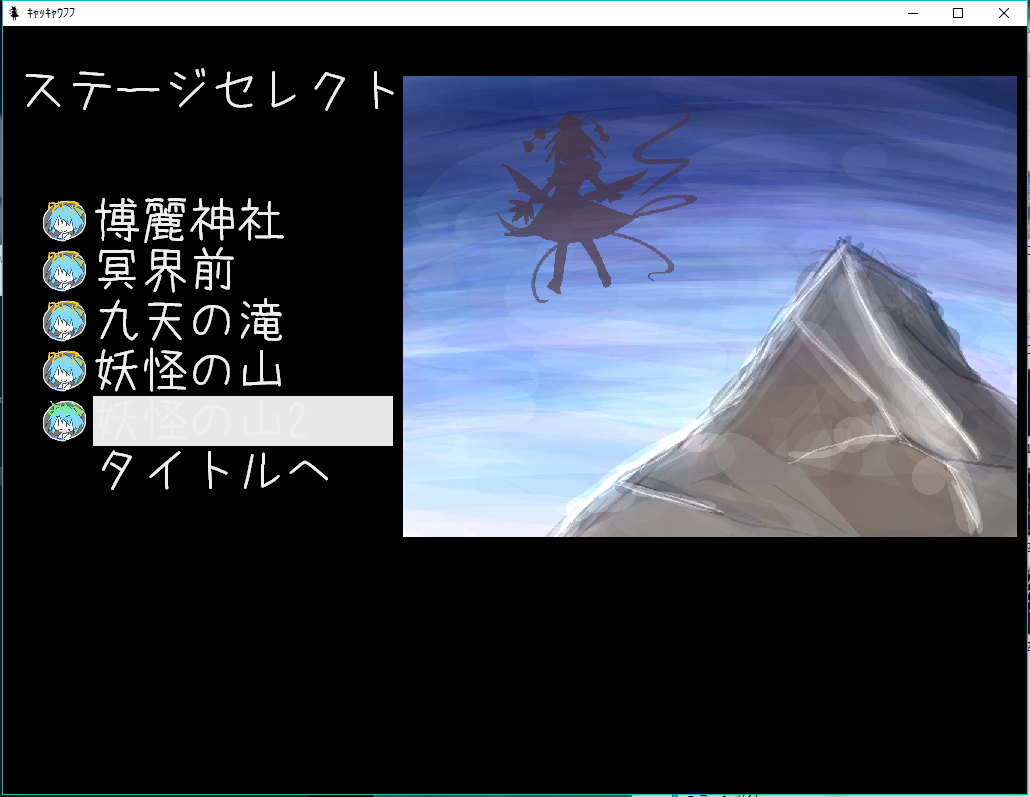 キャッキャウフフ
ステージセレクト
博麗神社
冥界前
九天の滝
妖怪の山
妖怪の山2
タイトルへ